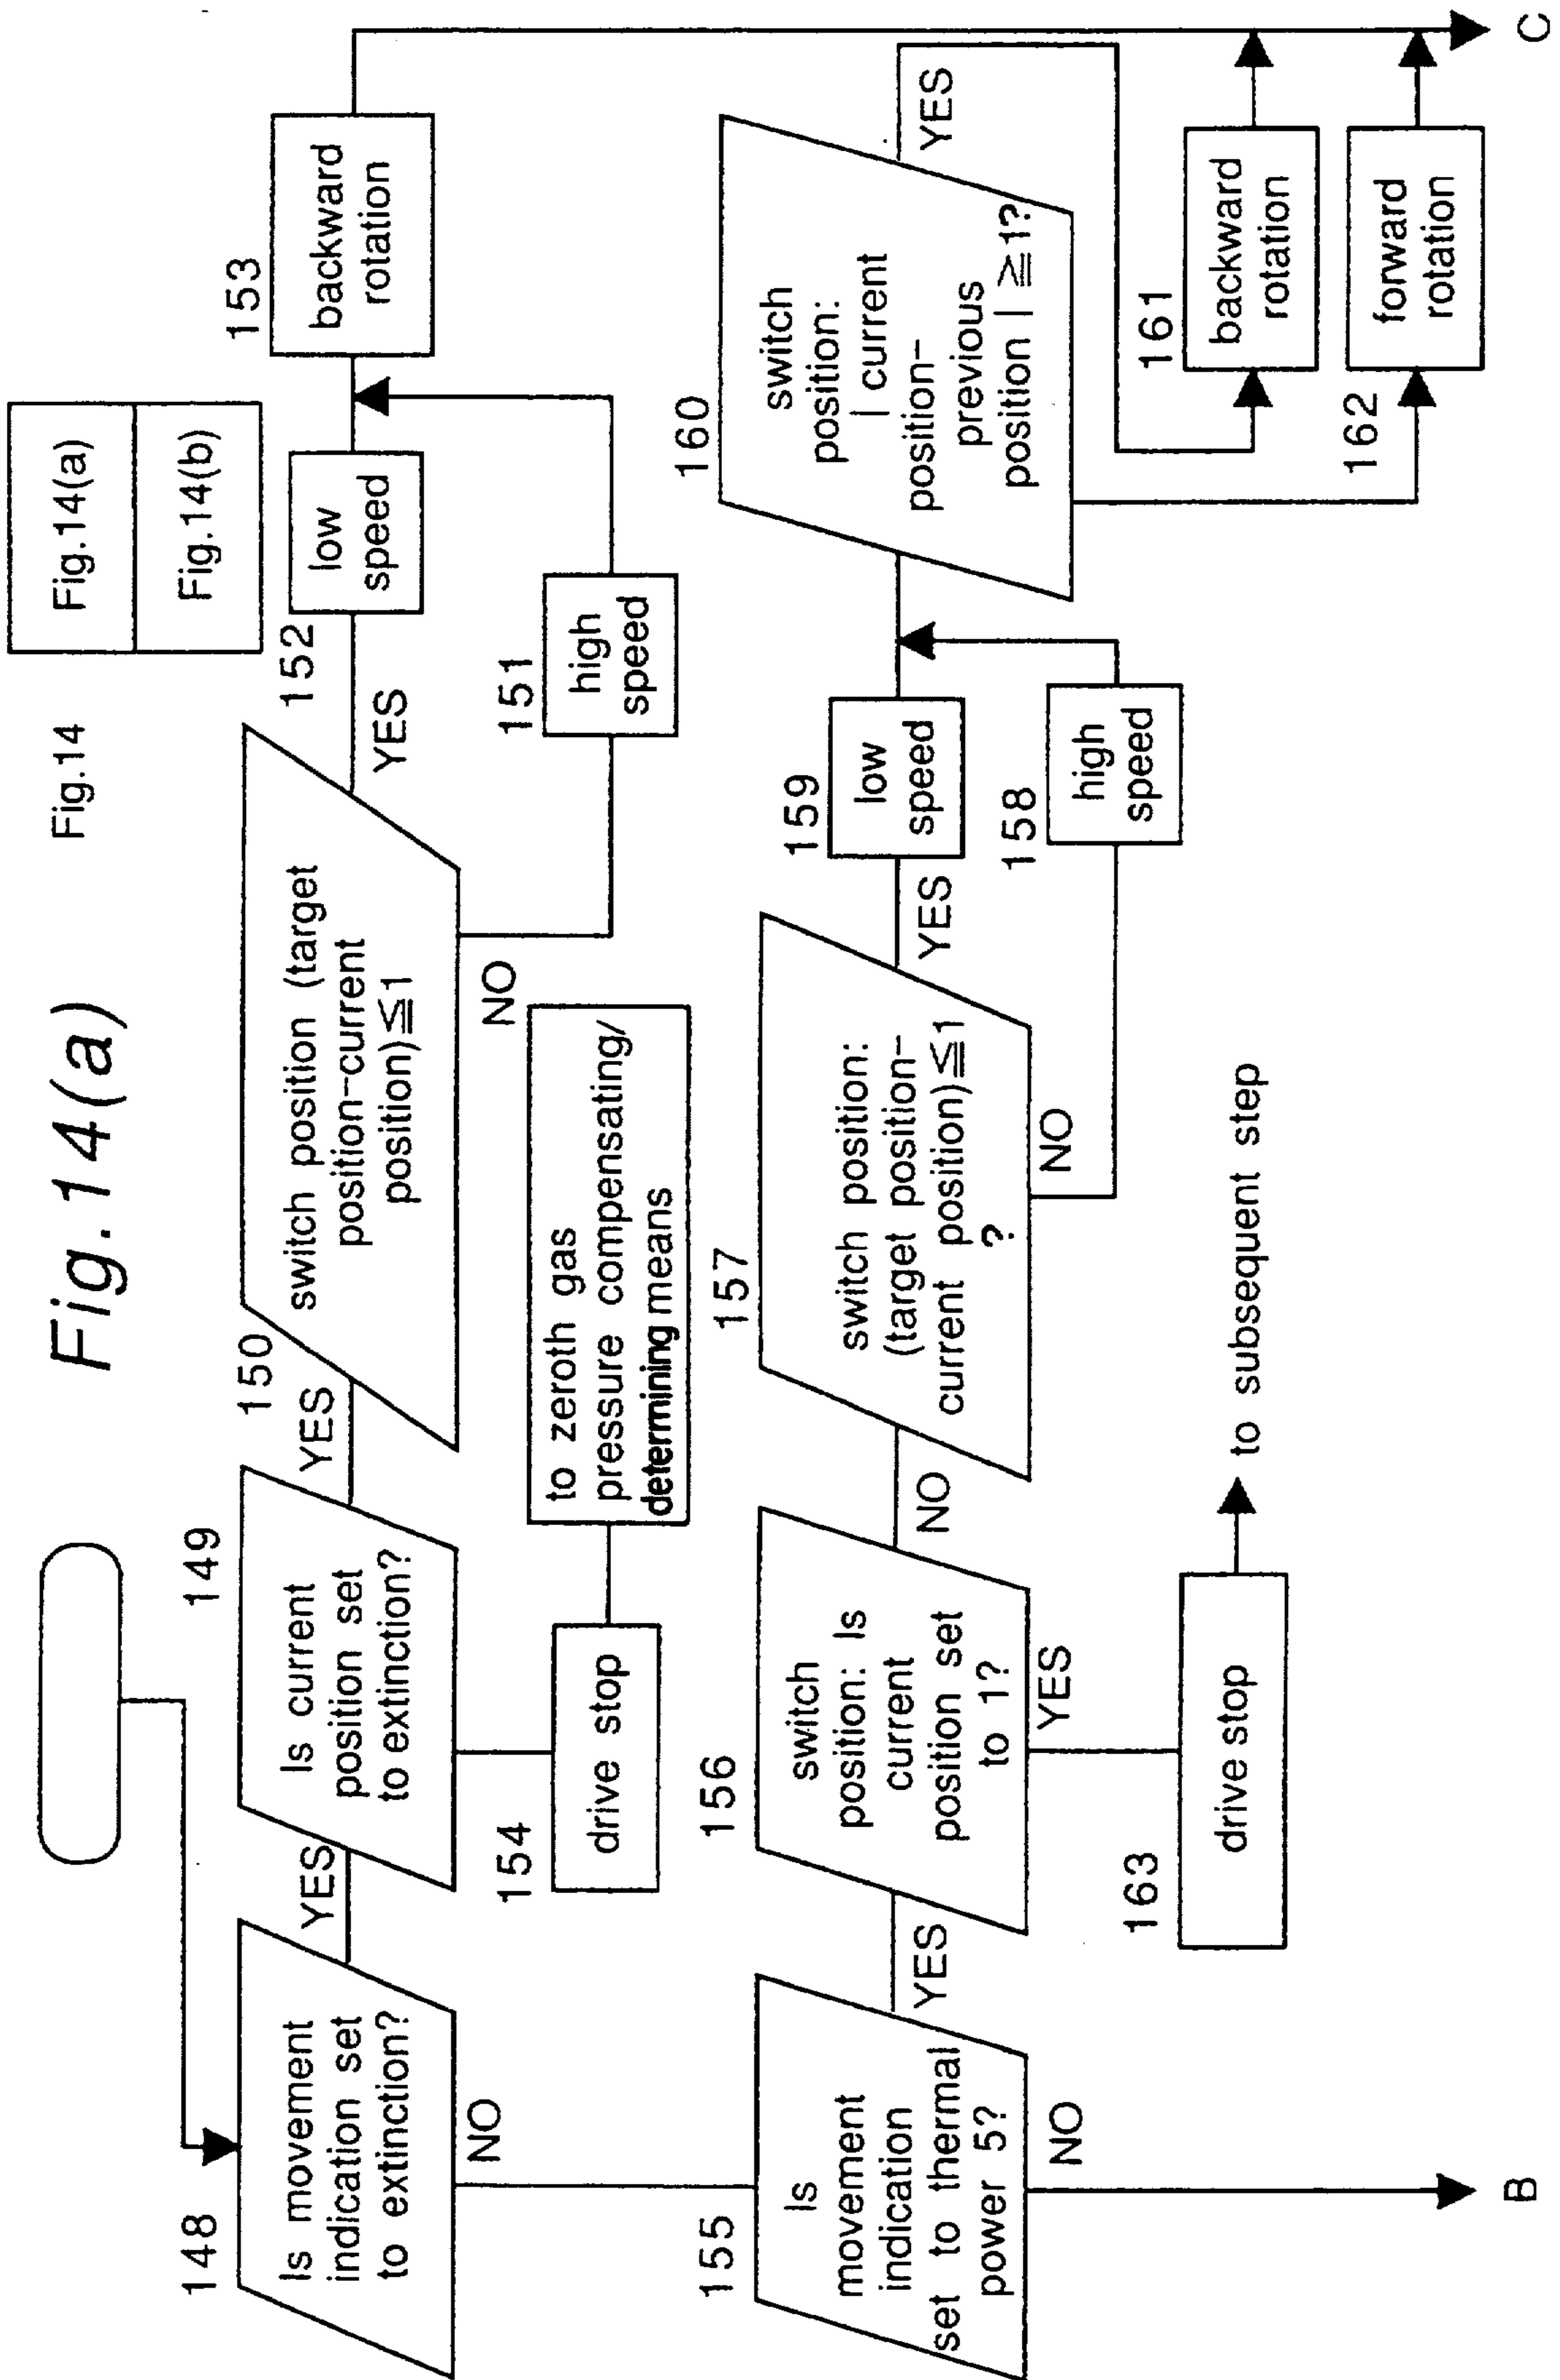 Fig.14(a)
Fig.14
Fig.14(a)
Fig.14(b)
148
Is movement
indication set
to extinction?
YES
NO
149
Is current
position set
to extinction?
YES
150
switch position (target
position-current
position)≦1
YES
NO
152
low
speed
151
high
speed
153
backward
rotation
154
drive stop
to zeroth gas
pressure compensating/
determining means
155
Is
movement
indication
set to thermal
power 5?
YES
NO
156
switch
position: Is
current
position set
to 1?
NO
YES
157
switch position:
(target position-
current position)≦1
?
YES
NO
159
low
speed
158
high
speed
160
switch
position:
| current
position-
previous
position | ≧1?
YES
161
backward
rotation
162
forward
rotation
163
drive stop
to subsequent step
B
C